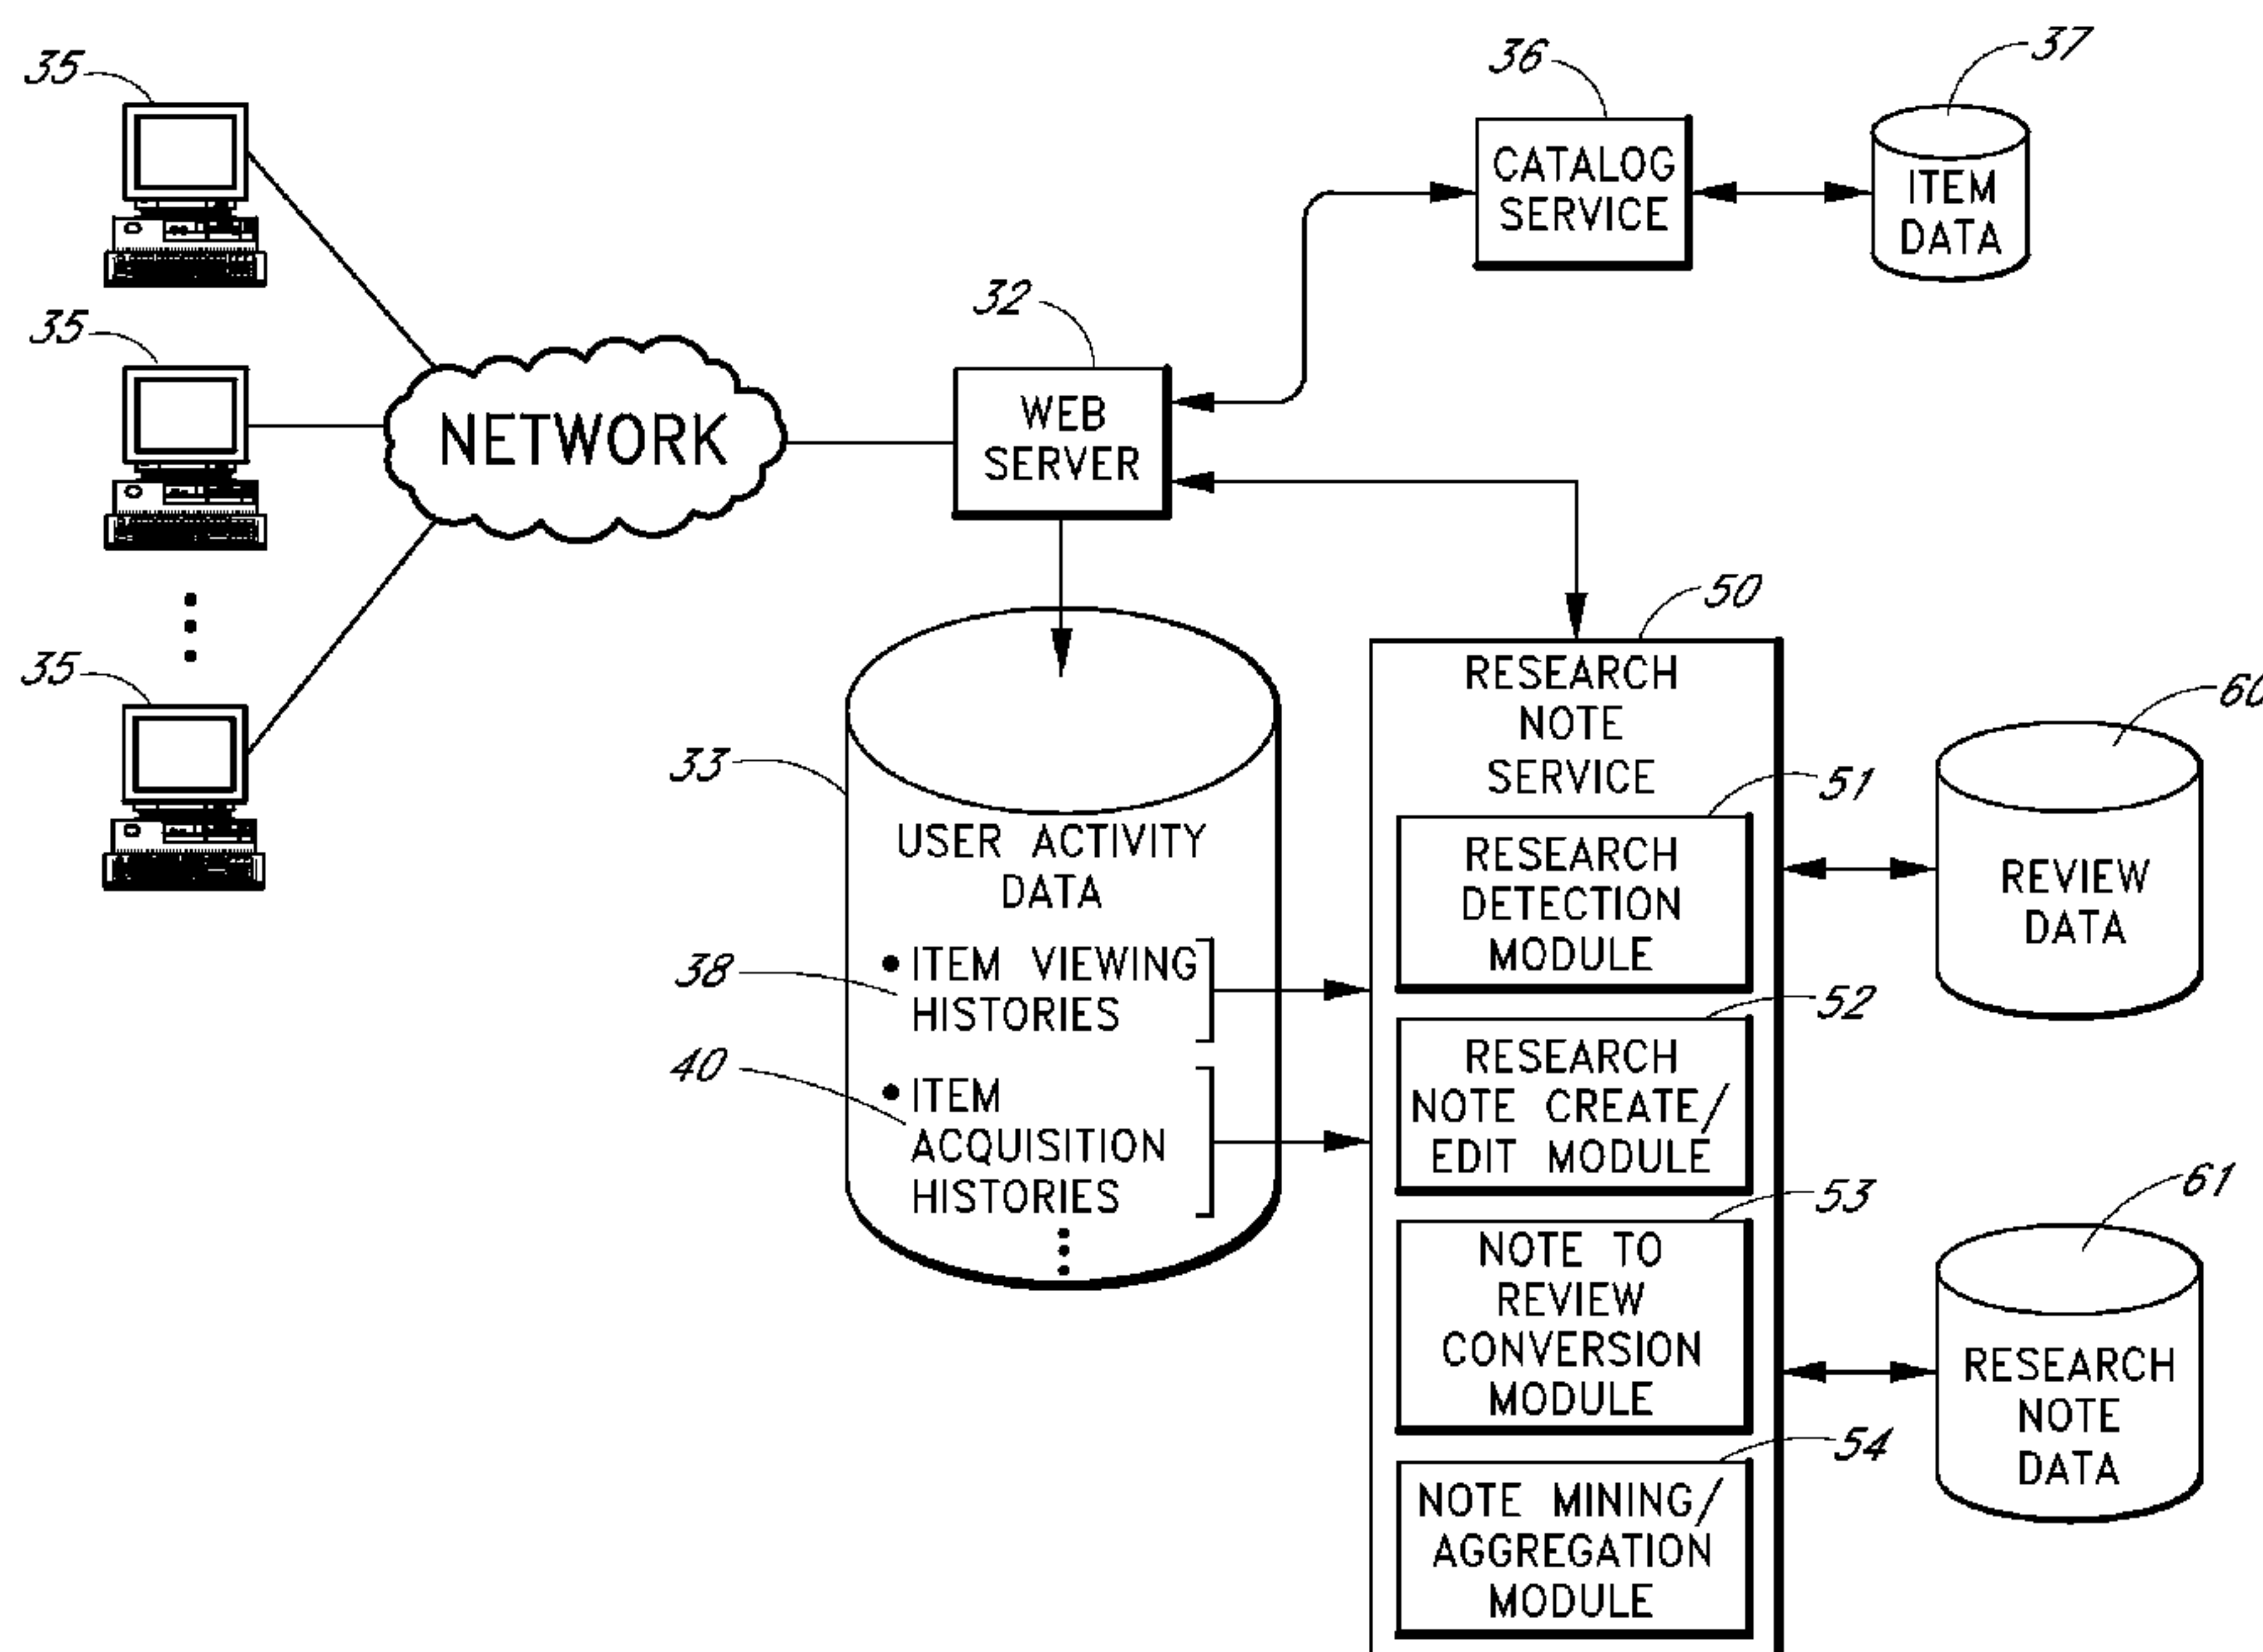 35
36
37
CATALOG
SERVICE
ITEM
DATA
35
32
NETWORK
WEB
SERVER
35
50
RESEARCH
NOTE
SERVICE
33
USER ACTIVITY
DATA
• ITEM VIEWING
HISTORIES
38
• ITEM
ACQUISITION
HISTORIES
40
51
RESEARCH
DETECTION
MODULE
52
RESEARCH
NOTE CREATE/
EDIT MODULE
53
NOTE TO
REVIEW
CONVERSION
MODULE
54
NOTE MINING/
AGGREGATION
MODULE
60
REVIEW
DATA
61
RESEARCH
NOTE
DATA